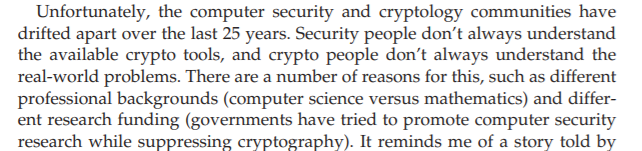 Unfortunately, the computer security and cryptology communities have
drifted apart over the last 25 years. Security people don’t always understand
the available crypto tools, and crypto people don’t always understand the
real-world problems. There are a number of reasons for this, such as different
professional backgrounds (computer science versus mathematics) and differ-
ent research funding (governments have tried to promote computer security
research while suppressing cryptography). It reminds me of a story told by